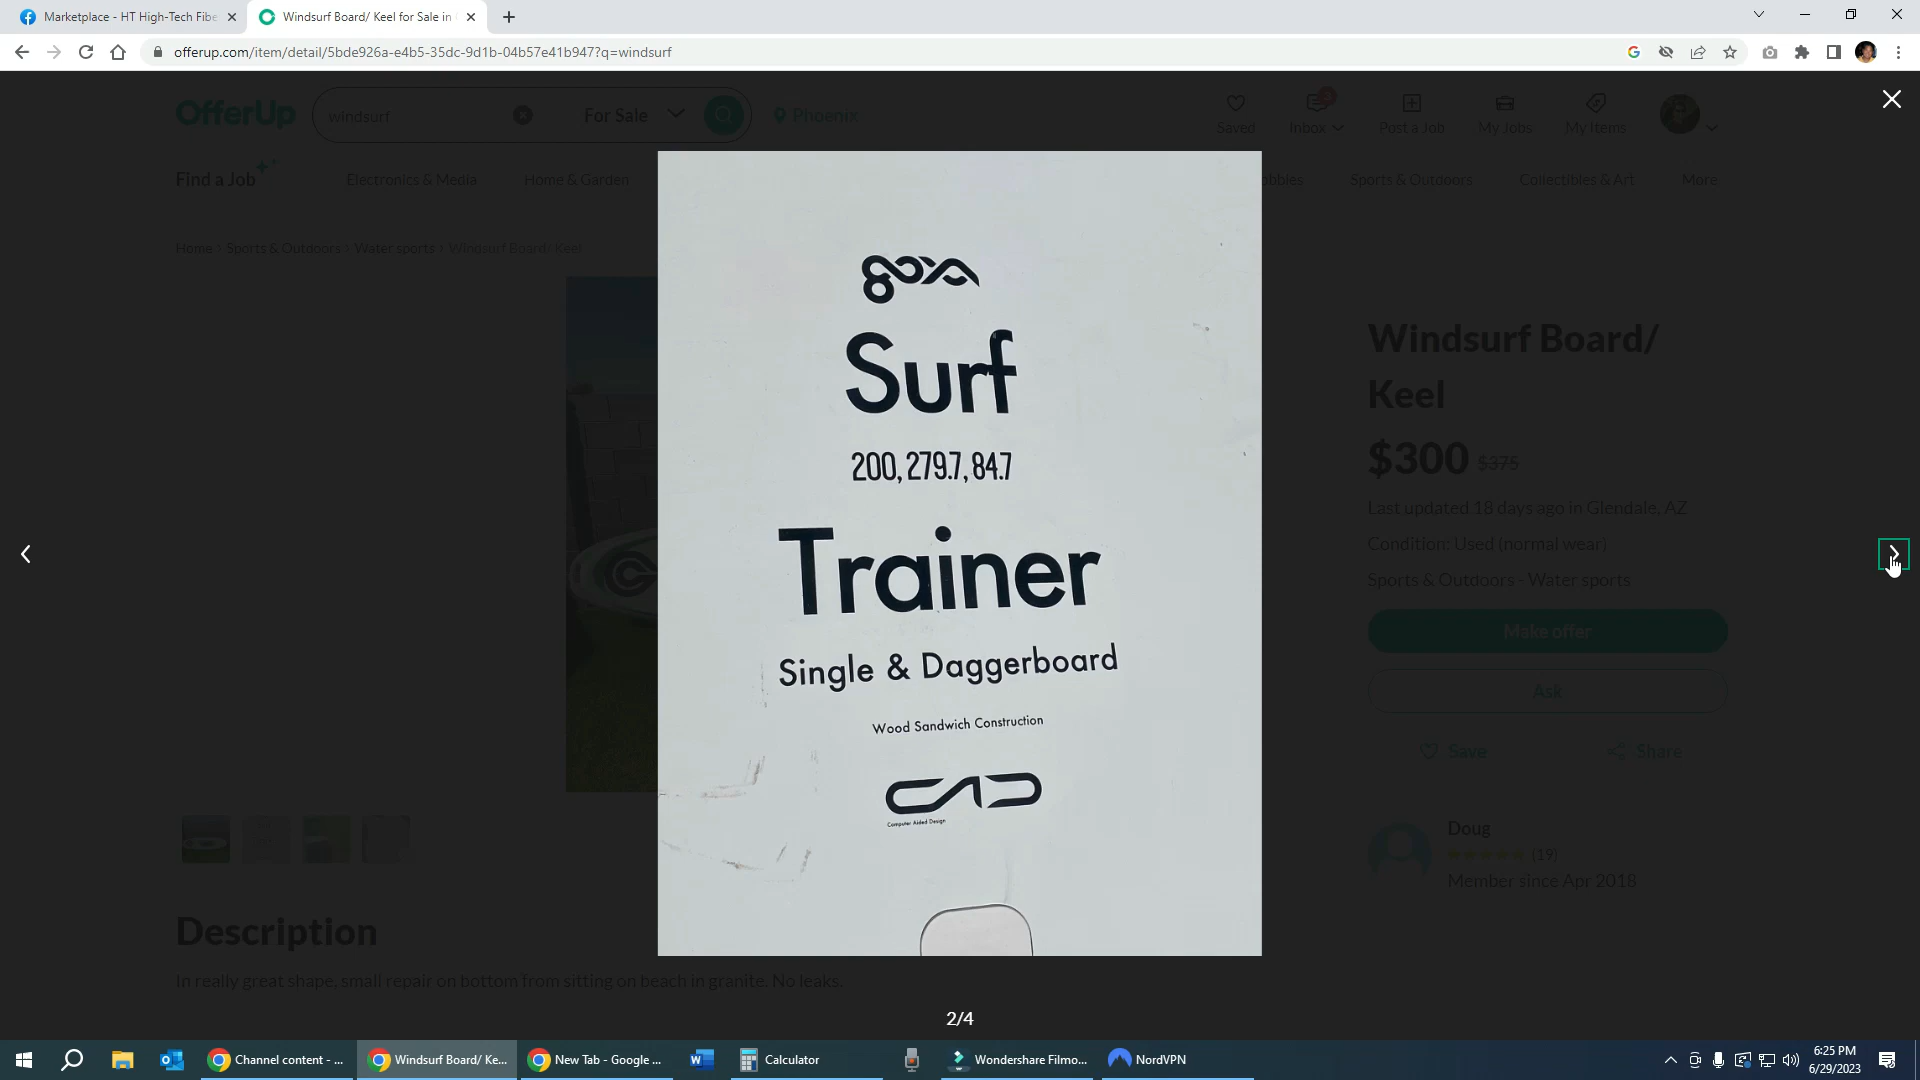 Marketplace - HT High-Tech Fibe
Windsurf Board/ Keel for Sale in
offerup.com/item/detail/5bde926a-e4b5-35dc-9d1b-04b57e41b947?q=windsurf
OfferUp
windsurf
For Sale
Phoenix
Saved
Inbox
Post a Job
My Jobs
My Items
Find a Job
Electronics & Media
Home & Garden
obbies
Sports & Outdoors
Collectibles & Art
More
Home
Sports & Outdoors
Water sports
Windsurf Board/ Keel
goya
Surf
200, 279.7, 84.7
Trainer
Single & Daggerboard
Wood Sandwich Construction
CAD
Computer Aided Design
Windsurf Board/
Keel
$300 $375
Last updated 18 days ago in Glendale, AZ
Condition: Used (normal wear)
Sports & Outdoors - Water sports
Make offer
Ask
Save
Share
Doug
(19)
Member since Apr 2018
Description
In really great shape, small repair on bottom from sitting on beach in granite. No leaks.
2/4
Channel content - ...
Windsurf Board/ Ke...
New Tab - Google ...
Calculator
Wondershare Filmo...
NordVPN
6:25 PM
6/29/2023